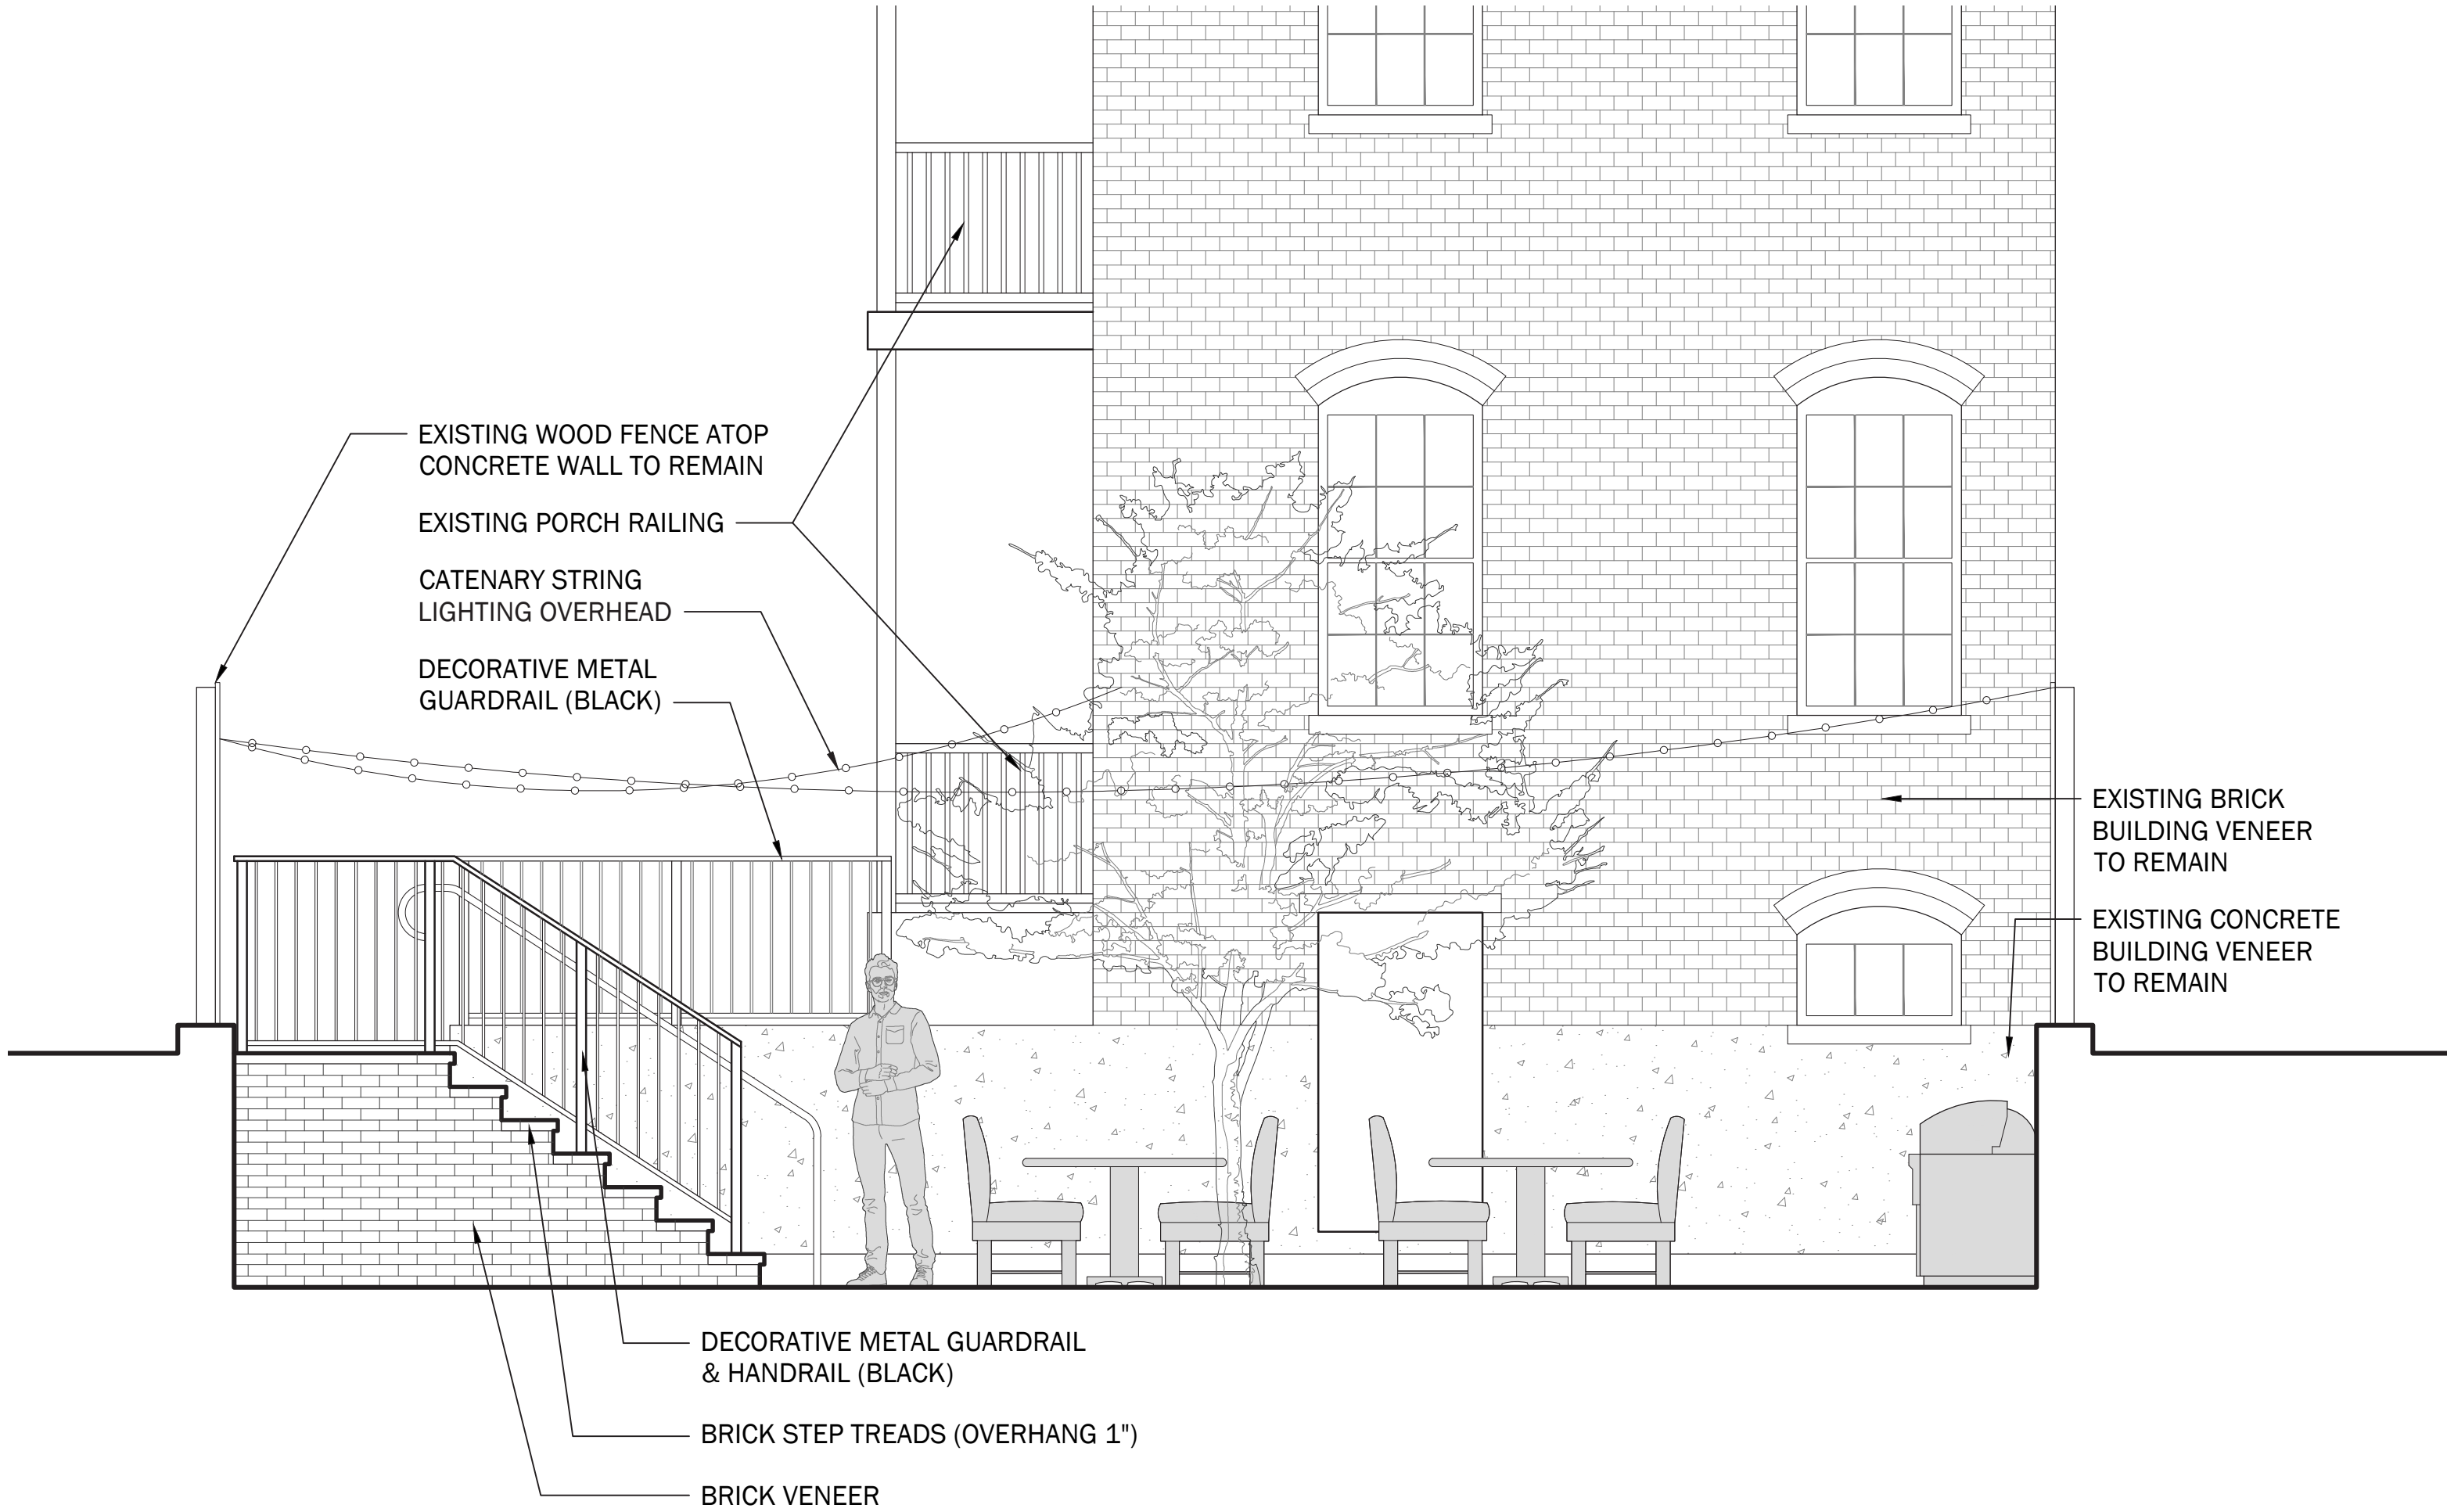 EXISTING WOOD FENCE ATOP
CONCRETE WALL TO REMAIN
EXISTING PORCH RAILING
CATENARY STRING
LIGHTING OVERHEAD
DECORATIVE METAL
GUARDRAIL (BLACK)
EXISTING BRICK
BUILDING VENEER
TO REMAIN
EXISTING CONCRETE
BUILDING VENEER
TO REMAIN
DECORATIVE METAL GUARDRAIL
& HANDRAIL (BLACK)
BRICK STEP TREADS (OVERHANG 1")
BRICK VENEER